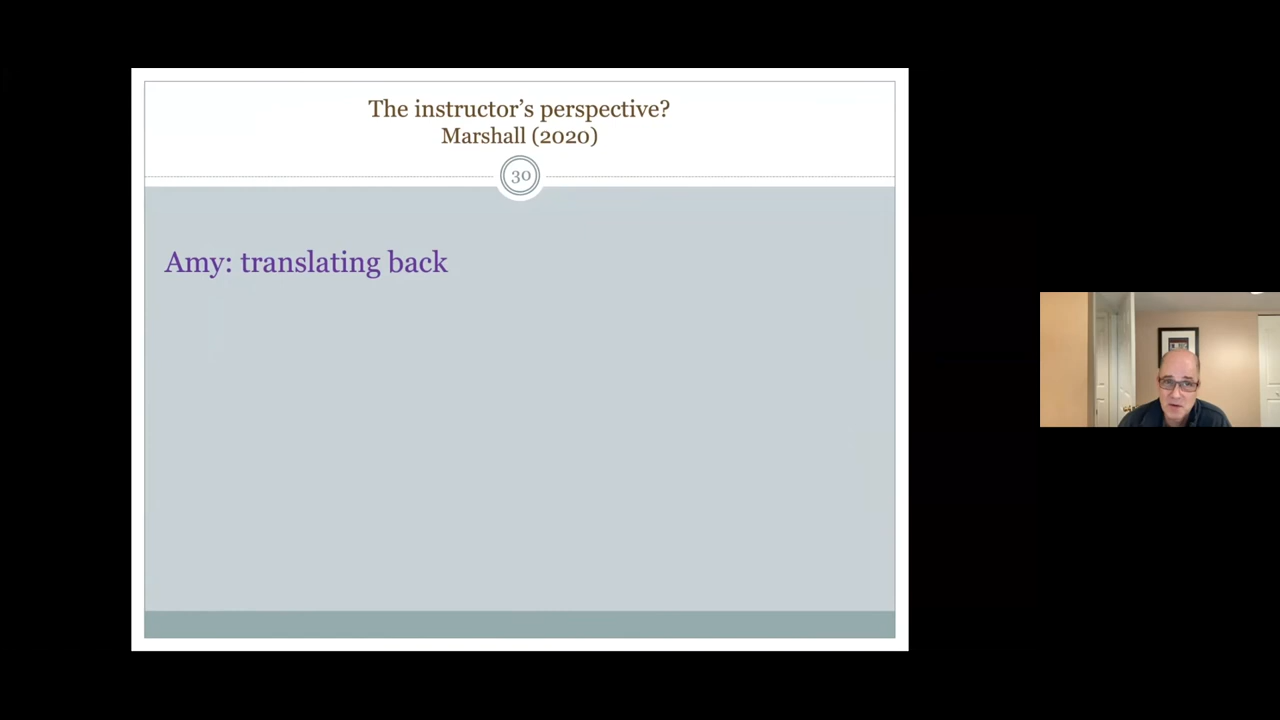 The instructor’s perspective?
Marshall (2020)
30
Amy: translating back